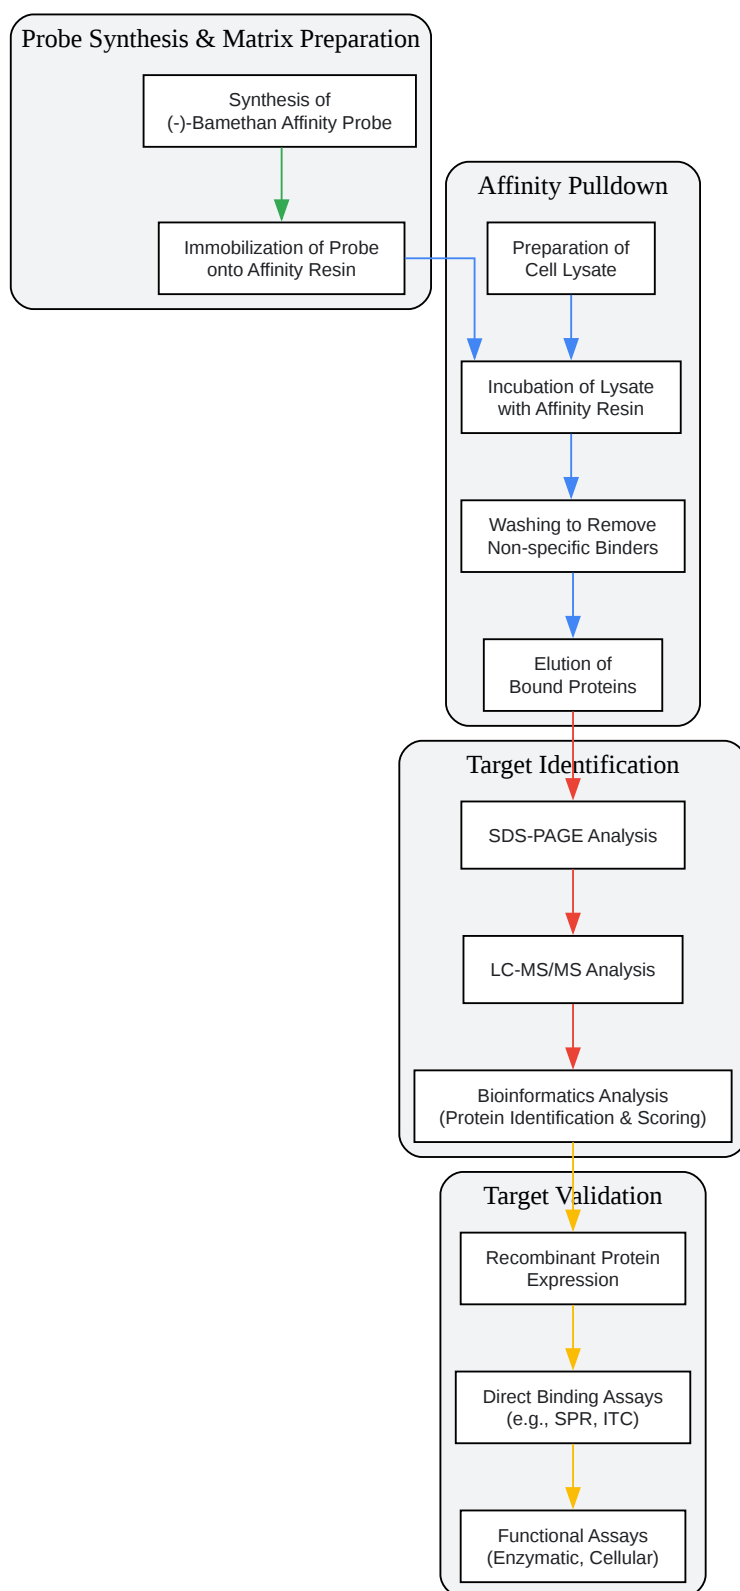 Probe Synthesis & Matrix Preparation
Synthesis of
(-)-Bamethan Affinity Probe
Immobilization of Probe
onto Affinity Resin
Affinity Pulldown
Preparation of
Cell Lysate
Incubation of Lysate
with Affinity Resin
Washing to Remove
Non-specific Binders
Elution of
Bound Proteins
Target Identification
SDS-PAGE Analysis
LC-MS/MS Analysis
Bioinformatics Analysis
(Protein Identification & Scoring)
Target Validation
Recombinant Protein
Expression
Direct Binding Assays
(e.g., SPR, ITC)
Functional Assays
(Enzymatic, Cellular)